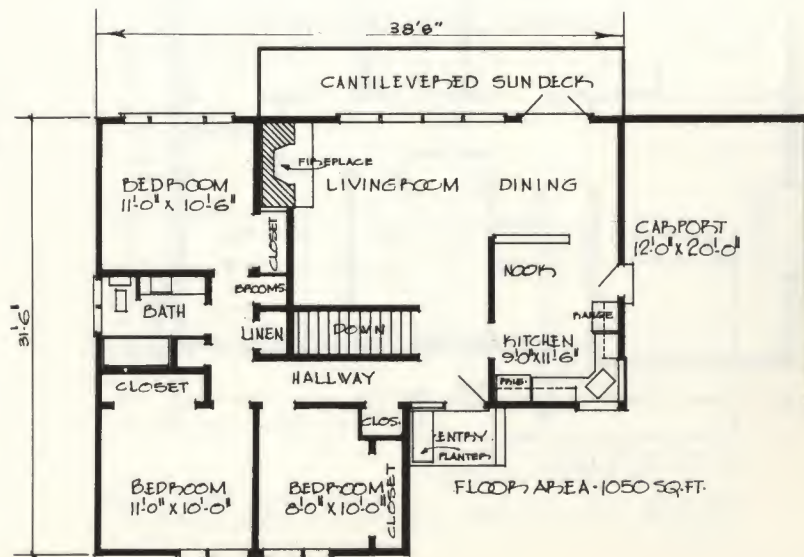 38'6"
CANTILEVERED SUN DECK
FIREPLACE
BEDROOM
11'-0" X 10'-6"
LIVINGROOM
DINING
CARPORT
12'-0" X 20'-0"
CLOSET
NOOK
BROOMS
BATH
RANGE
31'-6"
LINEN
DOWN
KITCHEN
9'-0" X 11'-6"
HALLWAY
CLOSET
CLOS.
ENTRY
PLANTER
BEDROOM
11'-0" X 10'-0"
BEDROOM
8'-0" X 10'-0"
CLOSET
FLOOR AREA - 1050 SQ. FT.